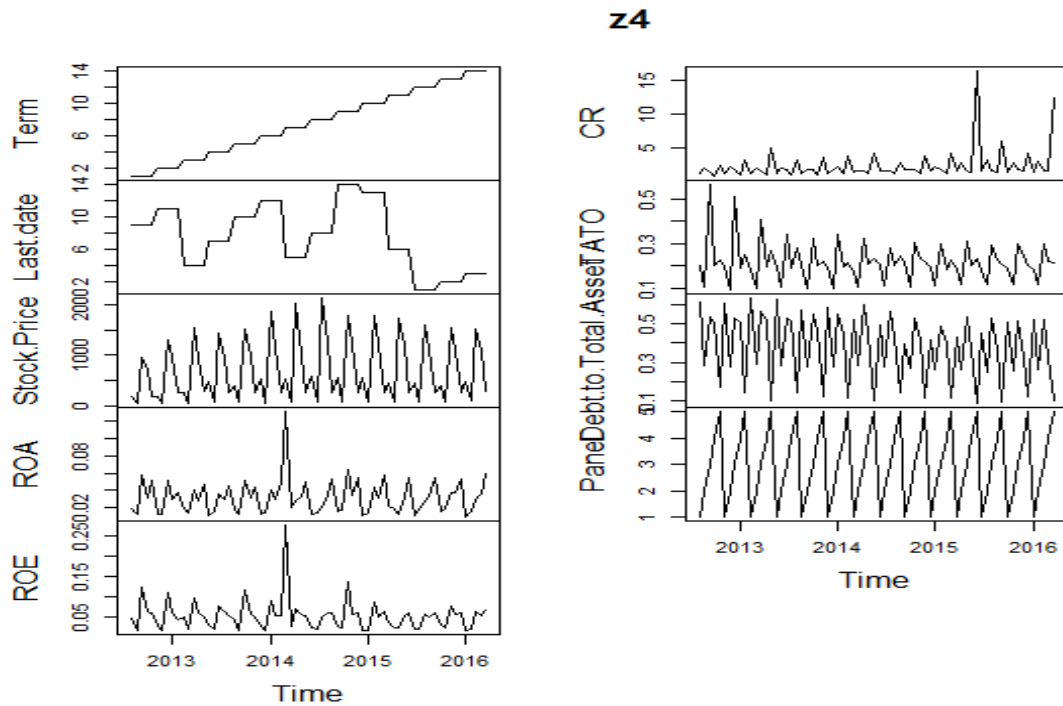 z4
Term
2 6 10 14
Last.date
2 6 10 14
Stock.Price
0 1000 2000
ROA
0.02 0.08
ROE
0.05 0.15 0.25
2013 2014 2015 2016
Time
CR
5 10 15
TATO
0.1 0.3 0.5
Debt.to.Total.Asset
0.1 0.3 0.5
Panel
1 2 3 4 5
2013 2014 2015 2016
Time